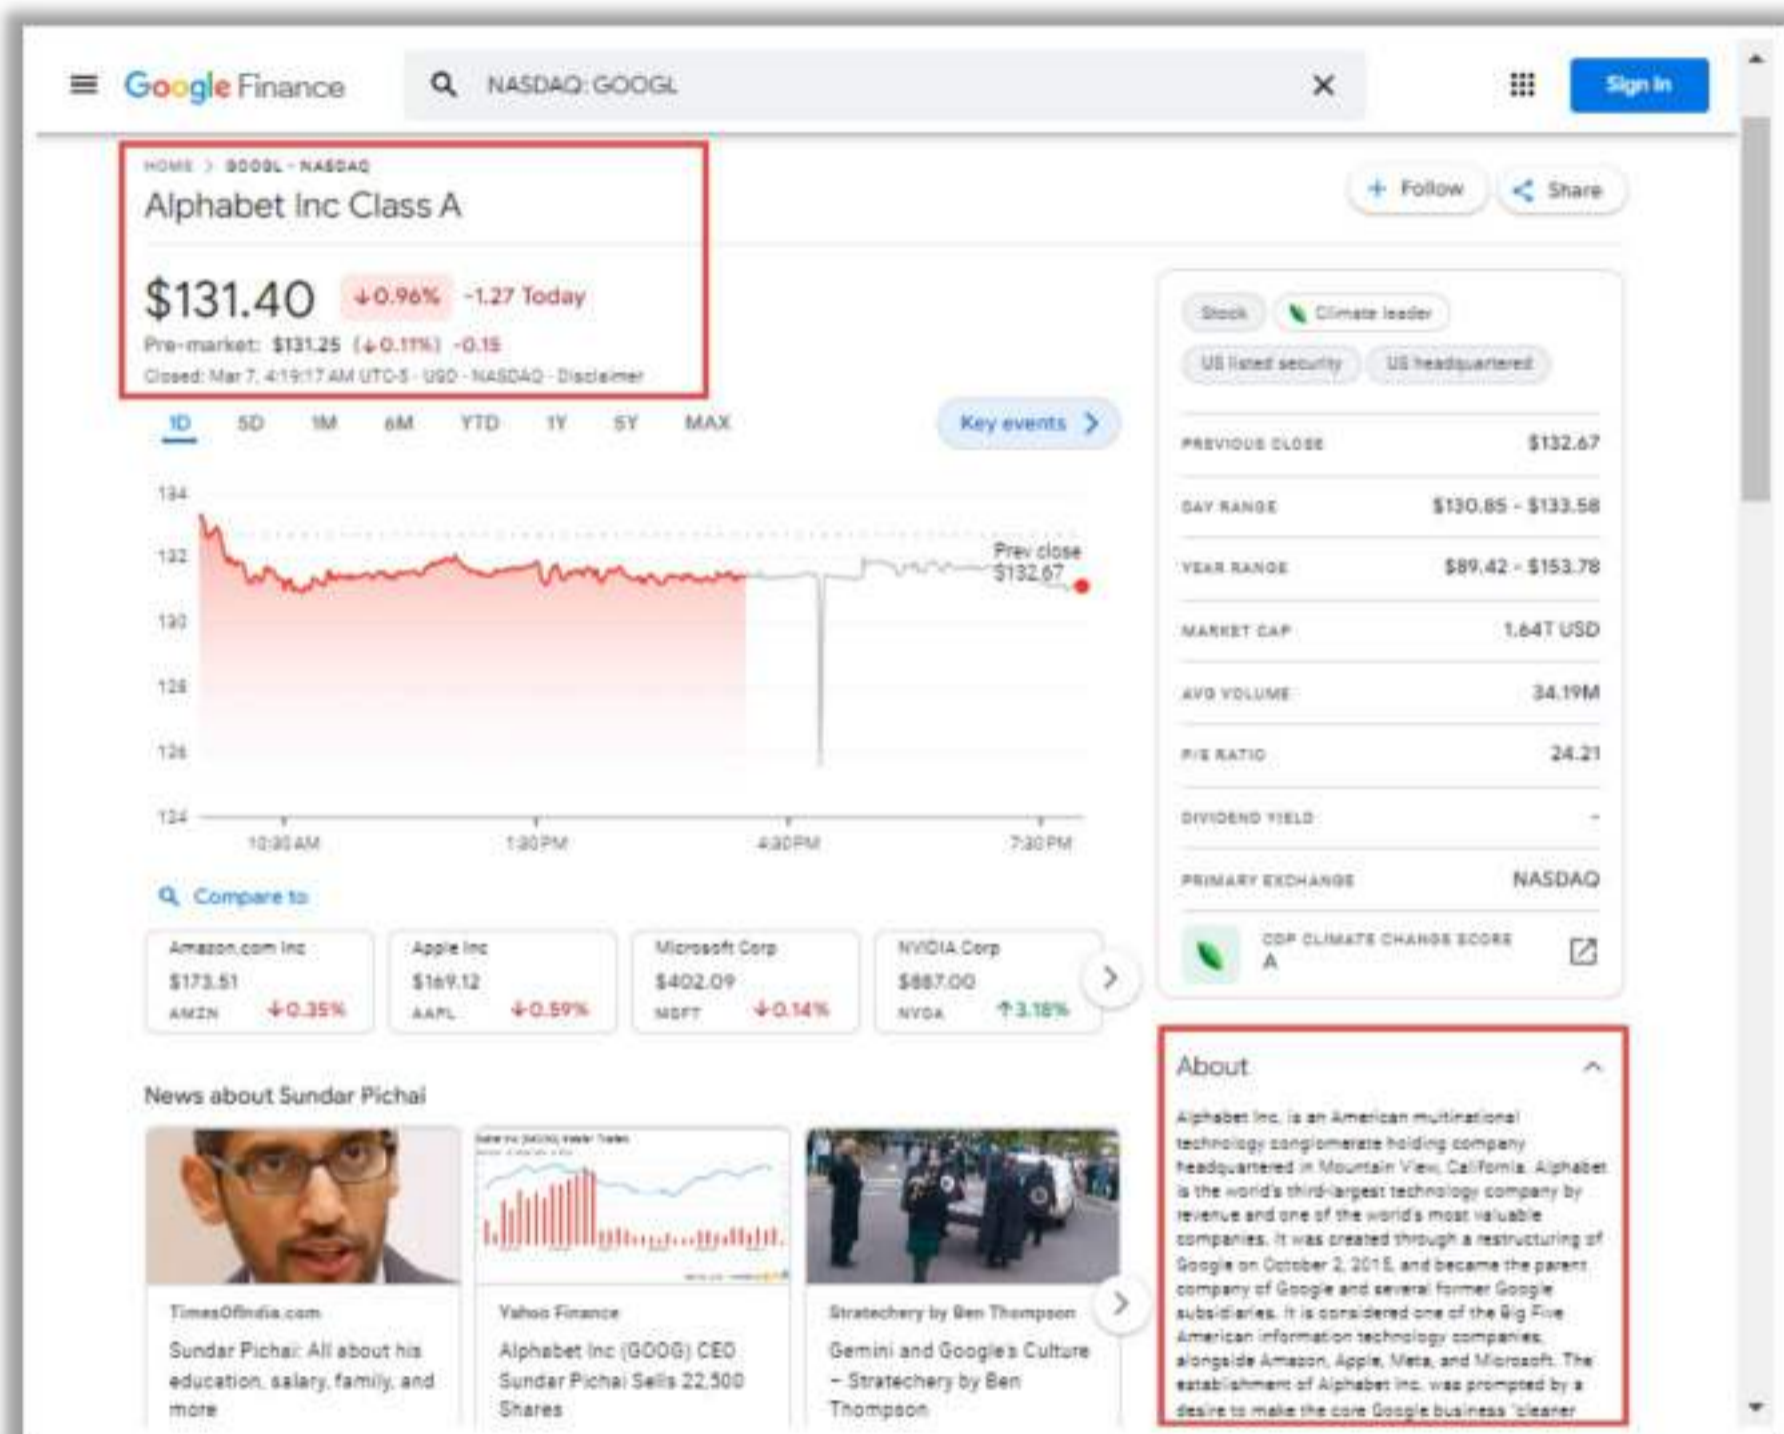 Google Finance
NASDAQ: GOOGL
Sign In
HOME > GOOGL - NASDAQ
Alphabet Inc Class A
Follow
Share
$131.40 ↓0.96% -1.27 Today
Pre-market: $131.25 (↓0.11%) -0.15
Closed: Mar 7, 4:19:17 AM UTC-5 - USD - NASDAQ - Disclaimer
1D 5D 1M 6M YTD 1Y 5Y MAX
Key events
134
132
130
128
126
124
Prev close
$132.67
10:30 AM 1:30 PM 4:30 PM 7:30 PM
Stock
Climate leader
US listed security
US headquartered
PREVIOUS CLOSE $132.67
DAY RANGE $130.85 - $133.58
YEAR RANGE $89.42 - $153.78
MARKET CAP 1.64T USD
AVG VOLUME 34.19M
P/E RATIO 24.21
DIVIDEND YIELD -
PRIMARY EXCHANGE NASDAQ
CDP CLIMATE CHANGE SCORE
A
Compare to
Amazon.com Inc
$173.51
AMZN ↓0.35%
Apple Inc
$169.12
AAPL ↓0.59%
Microsoft Corp
$402.09
MSFT ↓0.14%
NVIDIA Corp
$887.00
NVDA ↑3.18%
News about Sundar Pichai
TimesOfIndia.com
Sundar Pichai: All about his
education, salary, family, and
more
Yahoo Finance
Alphabet Inc (GOOG) CEO
Sundar Pichai Sells 22,500
Shares
Stratechery by Ben Thompson
Gemini and Google's Culture
– Stratechery by Ben
Thompson
About
Alphabet Inc. is an American multinational
technology conglomerate holding company
headquartered in Mountain View, California. Alphabet
is the world's third-largest technology company by
revenue and one of the world's most valuable
companies. It was created through a restructuring of
Google on October 2, 2015, and became the parent
company of Google and several former Google
subsidiaries. It is considered one of the Big Five
American information technology companies,
alongside Amazon, Apple, Meta, and Microsoft. The
establishment of Alphabet Inc. was prompted by a
desire to make the core Google business "cleaner